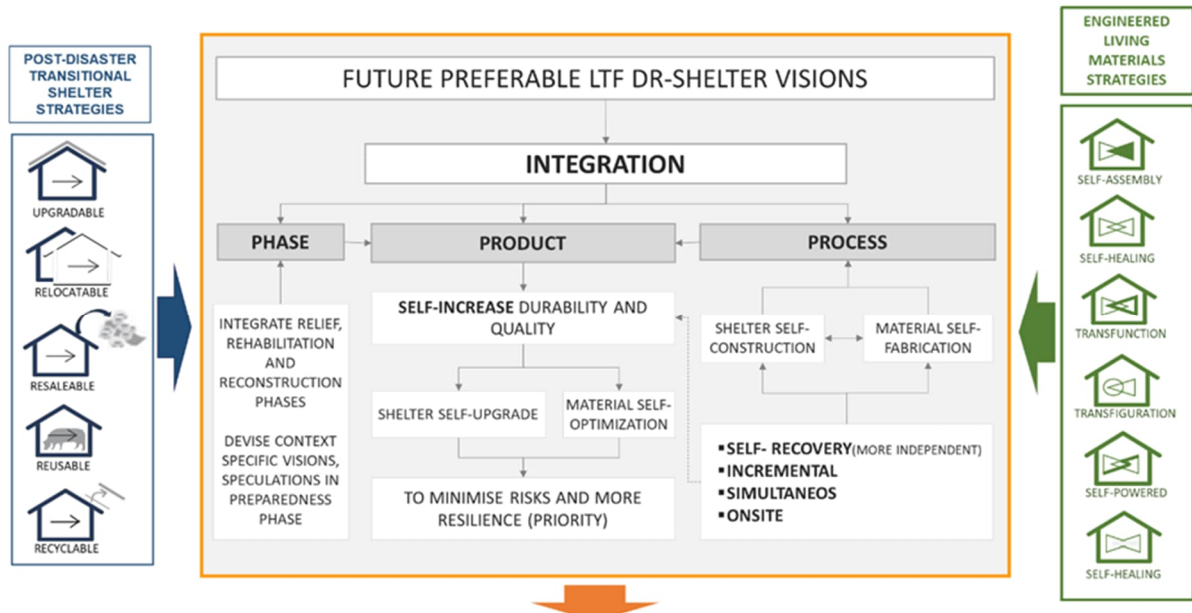 POST-DISASTER
TRANSITIONAL
SHELTER
STRATEGIES
UPGRADABLE
RELOCATABLE
RESALEABLE
REUSABLE
RECYCLABLE
FUTURE PREFERABLE LTF DR-SHELTER VISIONS
INTEGRATION
PHASE
PRODUCT
PROCESS
INTEGRATE RELIEF,
REHABILITATION
AND
RECONSTRUCTION
PHASES
DEVISE CONTEXT
SPECIFIC VISIONS,
SPECULATIONS IN
PREPAREDNESS
PHASE
SELF-INCREASE DURABILITY AND
QUALITY
SHELTER SELF-UPGRADE
MATERIAL SELF-
OPTIMIZATION
TO MINIMISE RISKS AND MORE
RESILIENCE (PRIORITY)
SHELTER SELF-
CONSTRUCTION
MATERIAL SELF-
FABRICATION
▪SELF- RECOVERY(MORE INDEPENDENT)
▪INCREMENTAL
▪SIMULTANEOS
▪ONSITE
ENGINEERED
LIVING
MATERIALS
STRATEGIES
SELF-ASSEMBLY
SELF-HEALING
TRANSFUNCTION
TRANSFIGURATION
SELF-POWERED
SELF-HEALING